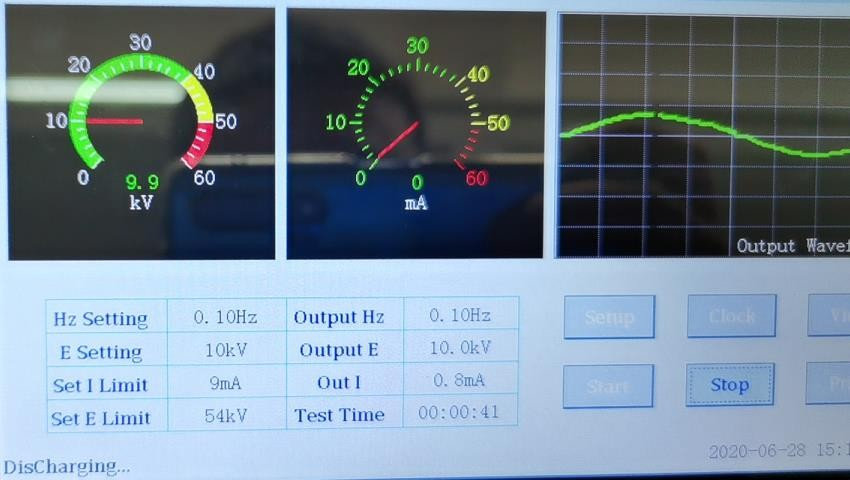 30
20
40
10
50
0
60
9.9
kV
30
20
40
10
50
0
60
0
mA
Output Wavef
Hz Setting 0.10Hz Output Hz 0.10Hz
E Setting 10kV Output E 10.0kV
Set I Limit 9mA Out I 0.8mA
Set E Limit 54kV Test Time 00:00:41
Setup Clock
Start Stop
DisCharging...
2020-06-28 15:1